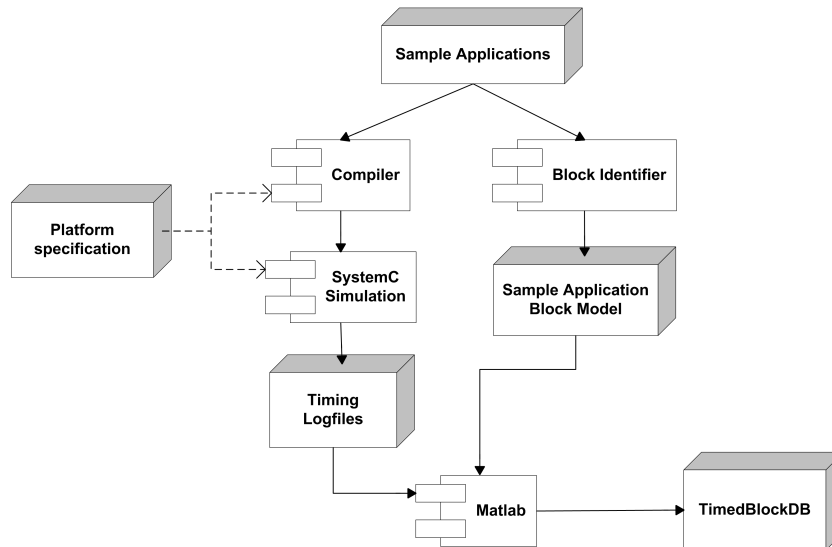 Sample Applications
Compiler
Block Identifier
Platform
specification
SystemC
Simulation
Sample Application
Block Model
Timing
Logfiles
Matlab
TimedBlockDB